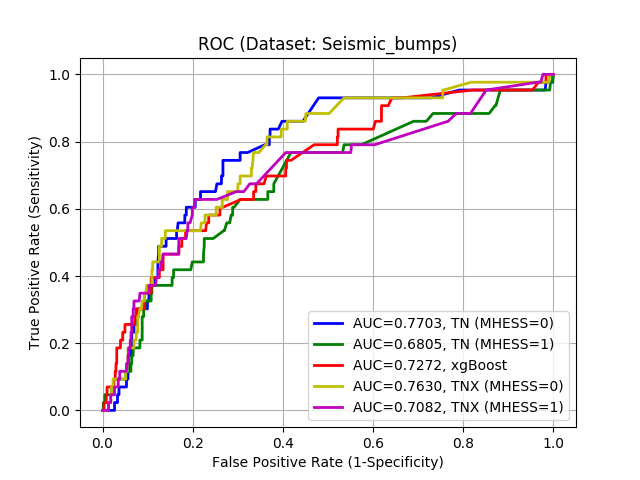 ROC (Dataset: Seismic_bumps)
True Positive Rate (Sensitivity)
1.0
0.8
0.6
0.4
0.2
0.0
AUC=0.7703, TN (MHESS=0)
AUC=0.6805, TN (MHESS=1)
AUC=0.7272, xgBoost
AUC=0.7630, TNX (MHESS=0)
AUC=0.7082, TNX (MHESS=1)
0.0 0.2 0.4 0.6 0.8 1.0
False Positive Rate (1-Specificity)